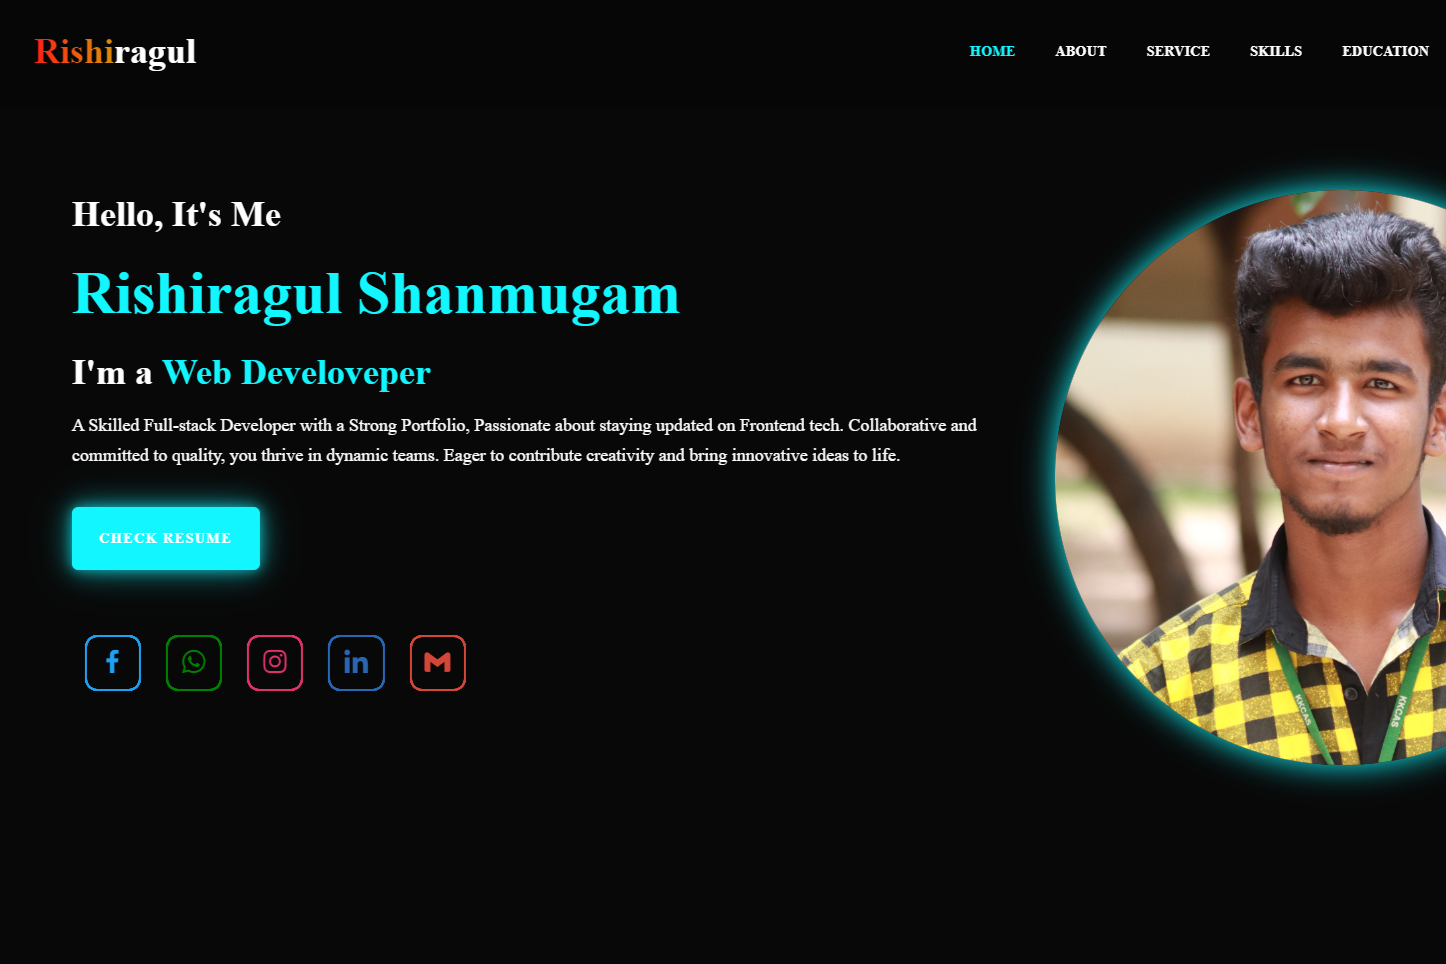 Rishiragul
HOME ABOUT SERVICE SKILLS EDUCATION
Hello, It's Me
Rishiragul Shanmugam
I'm a Web Develoveper
A Skilled Full-stack Developer with a Strong Portfolio, Passionate about staying updated on Frontend tech. Collaborative and
committed to quality, you thrive in dynamic teams. Eager to contribute creativity and bring innovative ideas to life.
CHECK RESUME
KKCAS
KKCAS